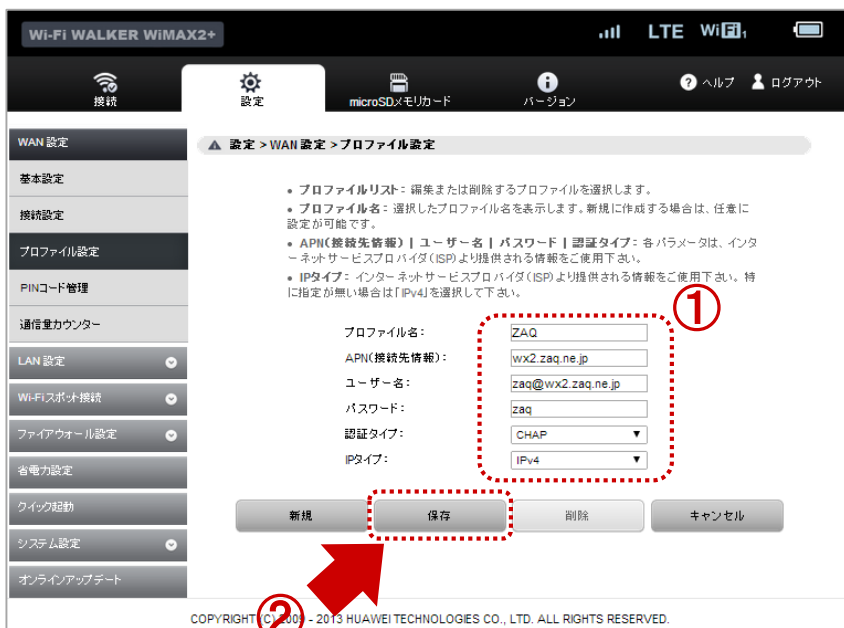 Wi-Fi WALKER WiMAX2+
LTE WiFi1
接続
設定
microSDメモリカード
バージョン
ヘルプ
ログアウト
WAN 設定
基本設定
接続設定
プロファイル設定
PINコード管理
通信量カウンター
LAN 設定
Wi-Fiスポット接続
ファイアウォール設定
省電力設定
クイック起動
システム設定
オンラインアップデート
設定 > WAN 設定 > プロファイル設定
• プロファイルリスト: 編集または削除するプロファイルを選択します。
• プロファイル名: 選択したプロファイル名を表示します。新規に作成する場合は、任意に
設定が可能です。
• APN(接続先情報) | ユーザー名 | パスワード | 認証タイプ: 各パラメータは、インタ
ーネットサービスプロバイダ(ISP)より提供される情報をご使用下さい。
• IPタイプ: インターネットサービスプロバイダ(ISP)より提供される情報をご使用下さい。特
に指定が無い場合は「IPv4」を選択して下さい。
①
プロファイル名: ZAQ
APN(接続先情報): wx2.zaq.ne.jp
ユーザー名: zaq@wx2.zaq.ne.jp
パスワード: zaq
認証タイプ: CHAP
IPタイプ: IPv4
新規
保存
削除
キャンセル
②
COPYRIGHT (C) 2009 - 2013 HUAWEI TECHNOLOGIES CO., LTD. ALL RIGHTS RESERVED.